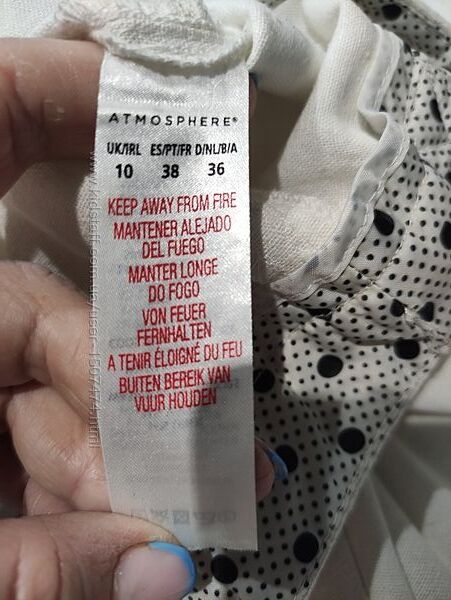 ATMOSPHERE®
UK/IRL ES/PT/FR D/NL/B/A
10 38 36
KEEP AWAY FROM FIRE
MANTENER ALEJADO
DEL FUEGO
MANTER LONGE
DO FOGO
VON FEUER
FERNHALTEN
A TENIR ÉLOIGNÉ DU FEU
BUITEN BEREIK VAN
VUUR HOUDEN